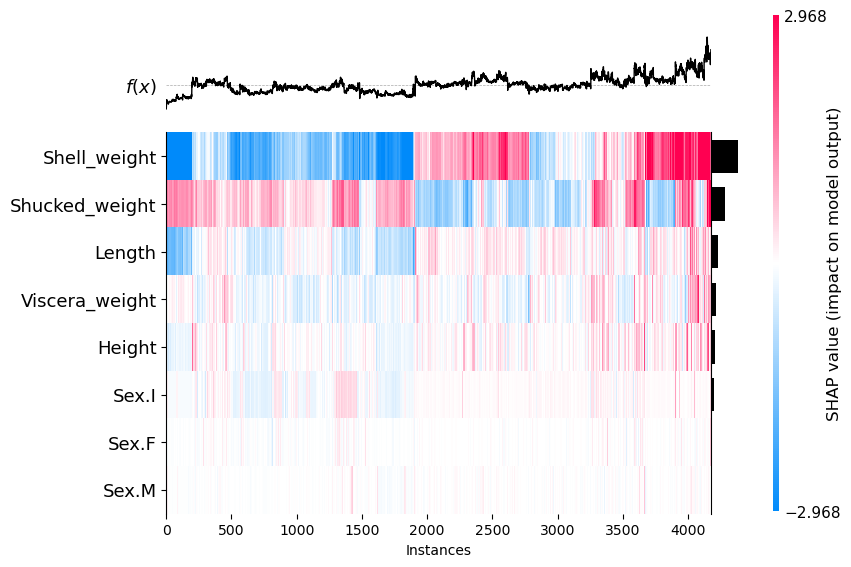 2.968
f(x)
Shell_weight
Shucked_weight
Length
Viscera_weight
Height
Sex.I
Sex.F
Sex.M
0 500 1000 1500 2000 2500 3000 3500 4000
Instances
SHAP value (impact on model output)
−2.968